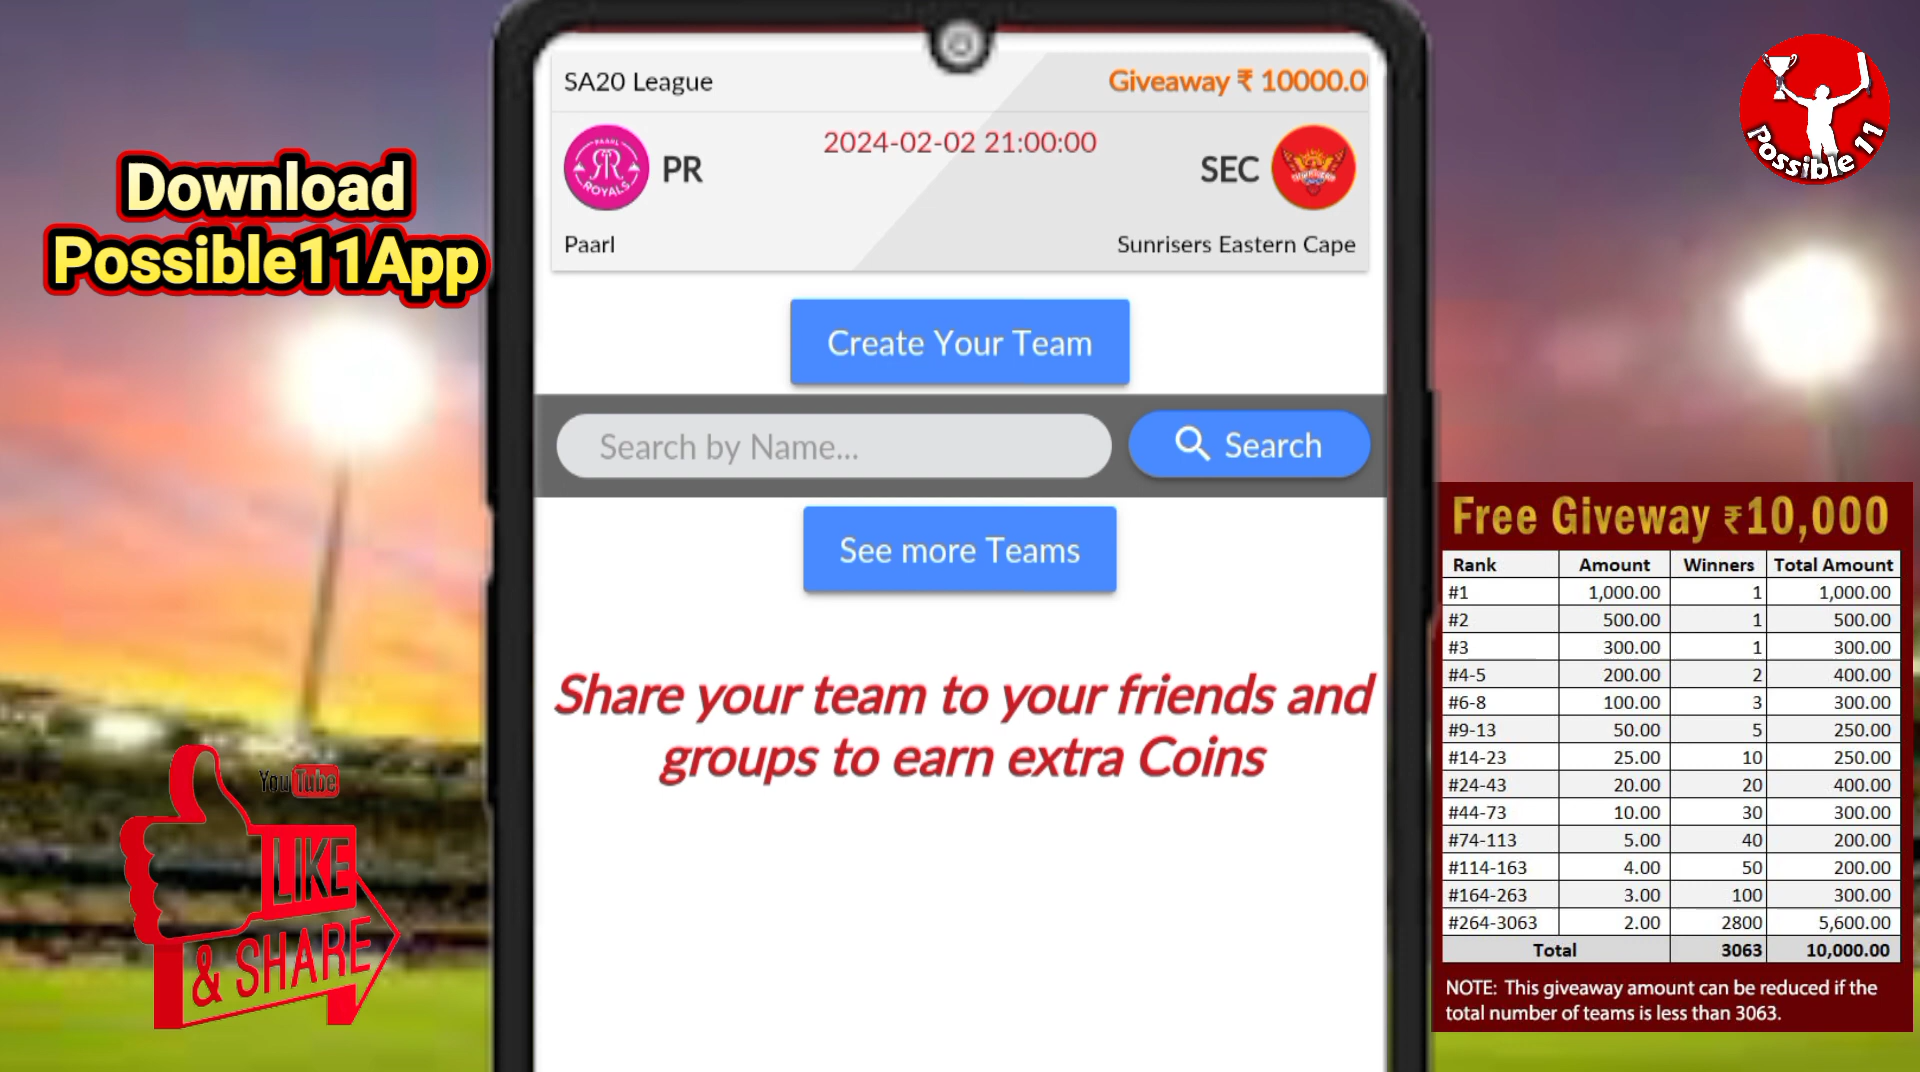 SA20 League
Giveaway ₹ 10000.0
PAARL
ROYALS
PR
2024-02-02 21:00:00
SEC
Paarl
Sunrisers Eastern Cape
Create Your Team
Search by Name...
Search
See more Teams
Share your team to your friends and
groups to earn extra Coins
Download
Possible11App
YouTube
LIKE
& SHARE
Possible 11
Free Giveway ₹10,000
Rank Amount Winners Total Amount
#1 1,000.00 1 1,000.00
#2 500.00 1 500.00
#3 300.00 1 300.00
#4-5 200.00 2 400.00
#6-8 100.00 3 300.00
#9-13 50.00 5 250.00
#14-23 25.00 10 250.00
#24-43 20.00 20 400.00
#44-73 10.00 30 300.00
#74-113 5.00 40 200.00
#114-163 4.00 50 200.00
#164-263 3.00 100 300.00
#264-3063 2.00 2800 5,600.00
Total 3063 10,000.00
NOTE: This giveaway amount can be reduced if the
total number of teams is less than 3063.